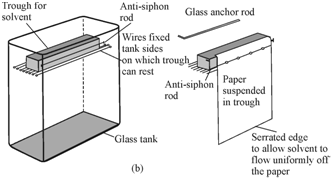 Trough for
solvent
Anti-siphon
rod
Wires fixed
tank sides
on which trough
can rest
Glass tank
Glass anchor rod
Anti-siphon
rod
Paper
suspended
in trough
Serrated edge
to allow solvent to
flow uniformly off
the paper
(b)